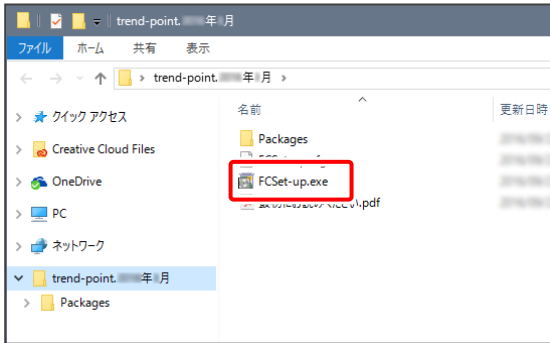 trend-point. 年 月
ファイル ホーム 共有 表示
trend-point. 年 月
名前 更新日時
クイック アクセス
Packages
Creative Cloud Files
FCSet-up.exe
OneDrive
.pdf
PC
ネットワーク
trend-point. 年 月
Packages